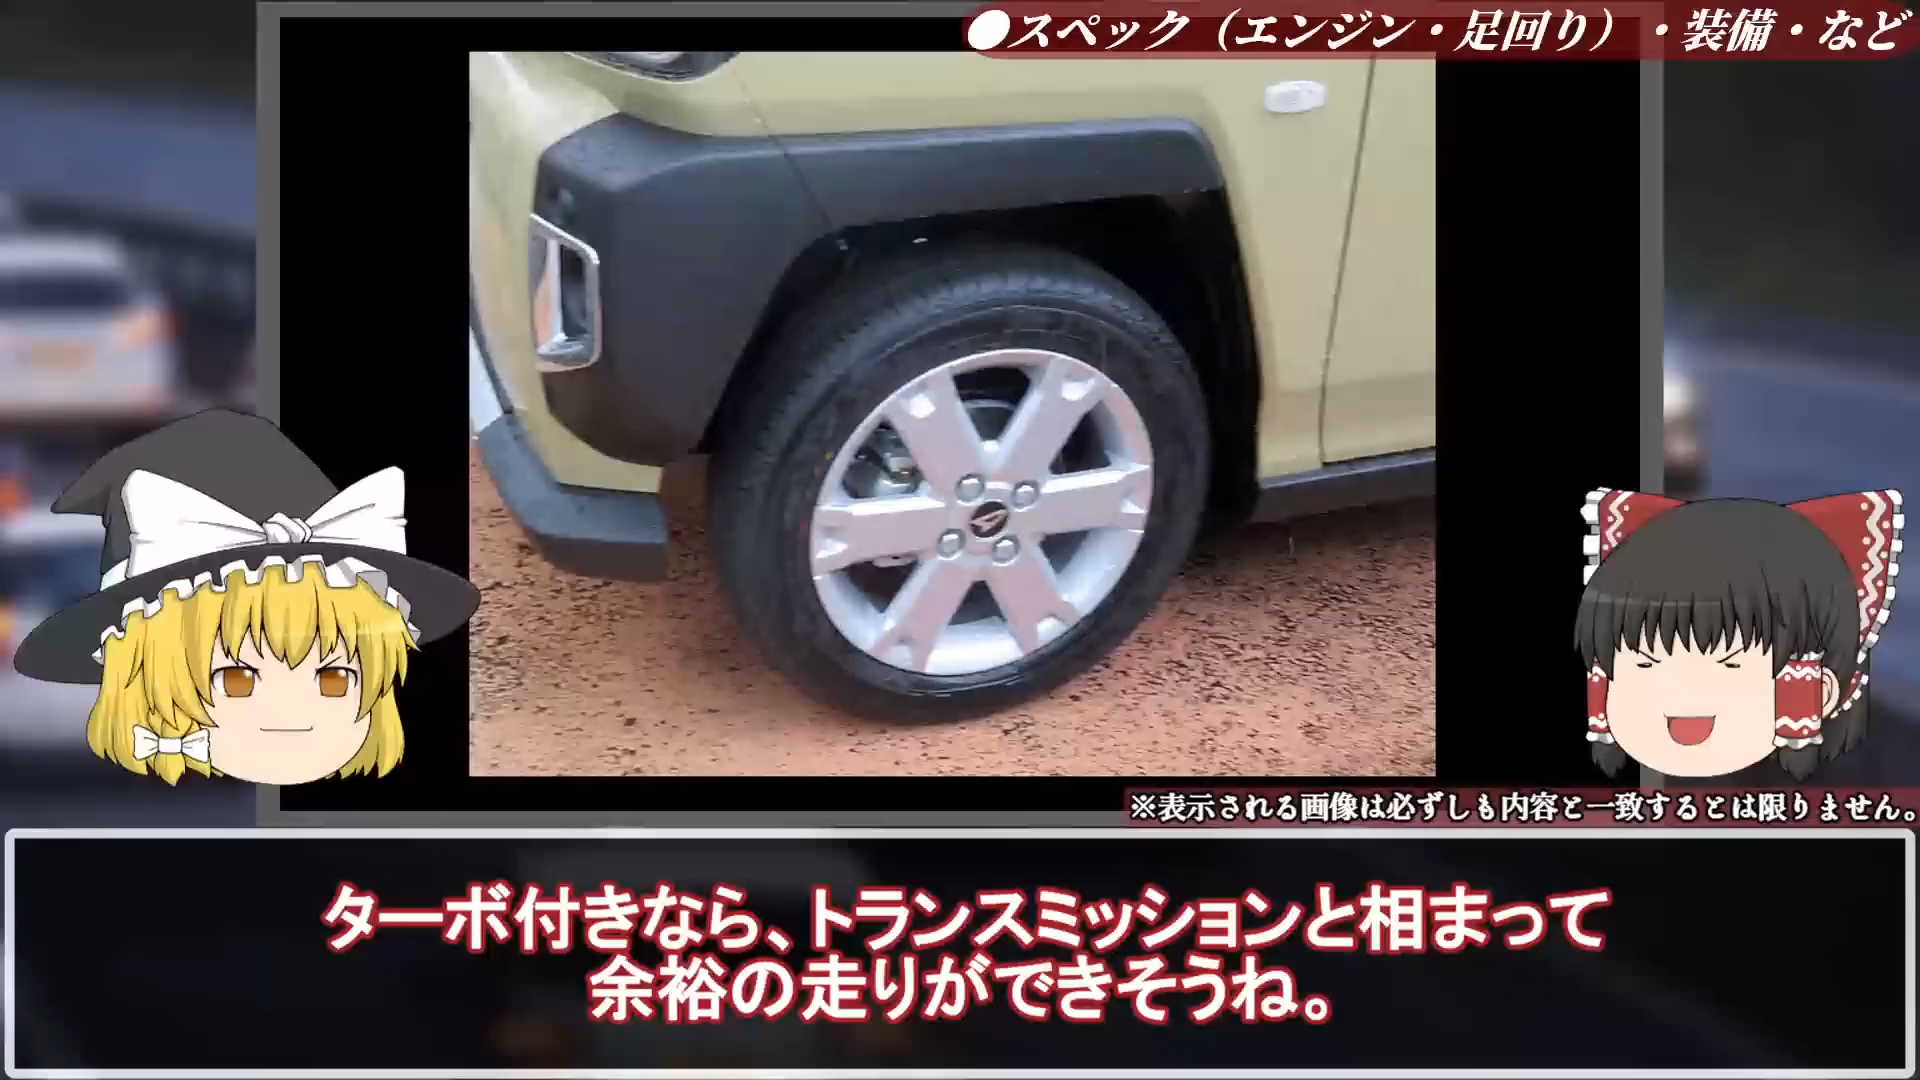 ●スペック（エンジン・足回り）・装備・など
※表示される画像は必ずしも内容と一致するとは限りません。
ターボ付きなら、トランスミッションと相まって
余裕の走りができそうね。